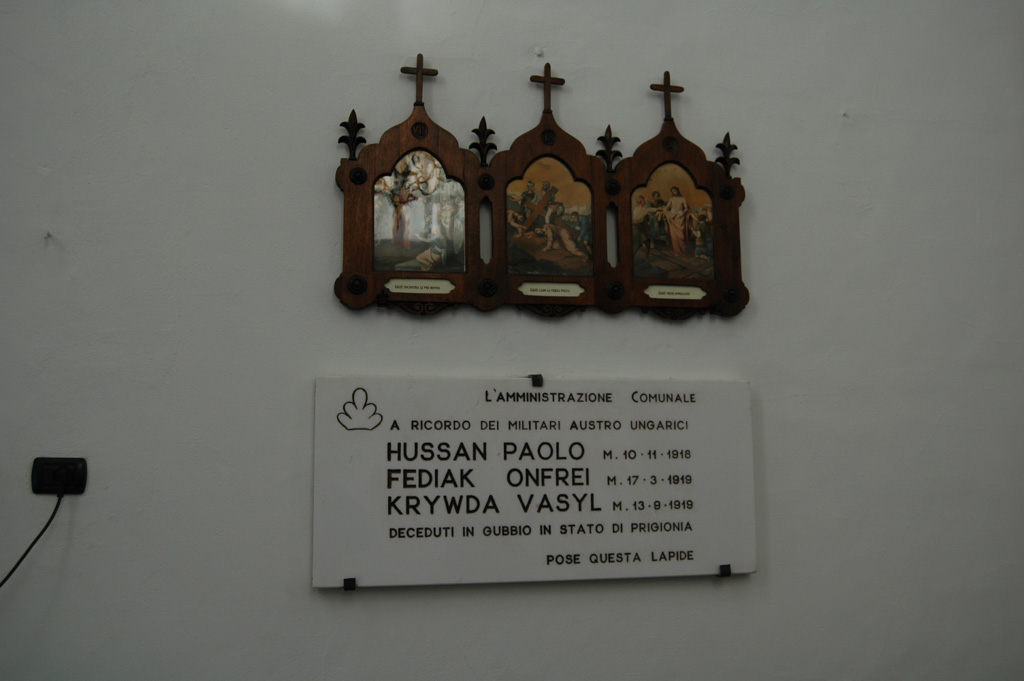 L'AMMINISTRAZIONE COMUNALE
A RICORDO DEI MILITARI AUSTRO UNGARICI
HUSSAN PAOLO M. 10·11·1918
FEDIAK ONFREI M. 17·3·1919
KRYWDA VASYL M. 13·9·1919
DECEDUTI IN GUBBIO IN STATO DI PRIGIONIA
POSE QUESTA LAPIDE